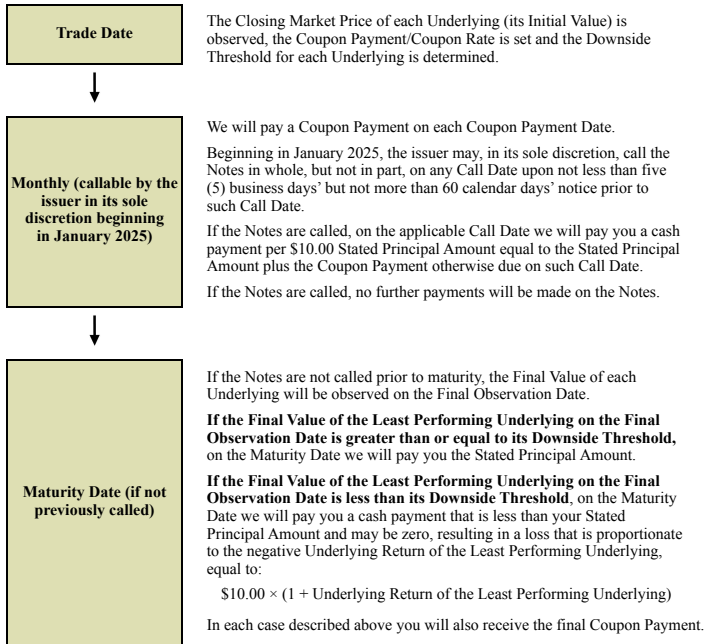 Trade Date
The Closing Market Price of each Underlying (its Initial Value) is
observed, the Coupon Payment/Coupon Rate is set and the Downside
Threshold for each Underlying is determined.
Monthly (callable by the
issuer in its sole
discretion beginning
in January 2025)
We will pay a Coupon Payment on each Coupon Payment Date.
Beginning in January 2025, the issuer may, in its sole discretion, call the
Notes in whole, but not in part, on any Call Date upon not less than five
(5) business days’ but not more than 60 calendar days’ notice prior to
such Call Date.
If the Notes are called, on the applicable Call Date we will pay you a cash
payment per $10.00 Stated Principal Amount equal to the Stated Principal
Amount plus the Coupon Payment otherwise due on such Call Date.
If the Notes are called, no further payments will be made on the Notes.
Maturity Date (if not
previously called)
If the Notes are not called prior to maturity, the Final Value of each
Underlying will be observed on the Final Observation Date.
If the Final Value of the Least Performing Underlying on the Final
Observation Date is greater than or equal to its Downside Threshold,
on the Maturity Date we will pay you the Stated Principal Amount.
If the Final Value of the Least Performing Underlying on the Final
Observation Date is less than its Downside Threshold, on the Maturity
Date we will pay you a cash payment that is less than your Stated
Principal Amount and may be zero, resulting in a loss that is proportionate
to the negative Underlying Return of the Least Performing Underlying,
equal to:
$10.00 × (1 + Underlying Return of the Least Performing Underlying)
In each case described above you will also receive the final Coupon Payment.